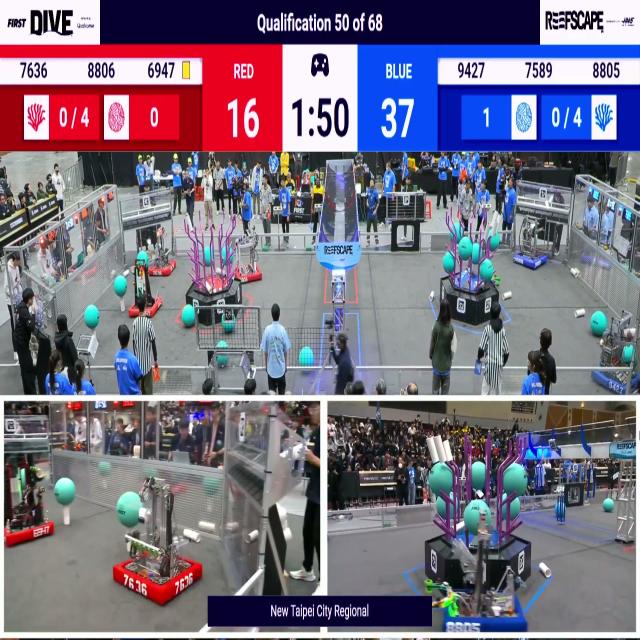 FIRST DIVE
Qualification 50 of 68
REEFSCAPE
7636 8806 6947
RED
BLUE
9427 7589 8805
0 / 4
0
16
1:50
37
1
0 / 4
REEFSCAPE
7636
7636
8805
New Taipei City Regional